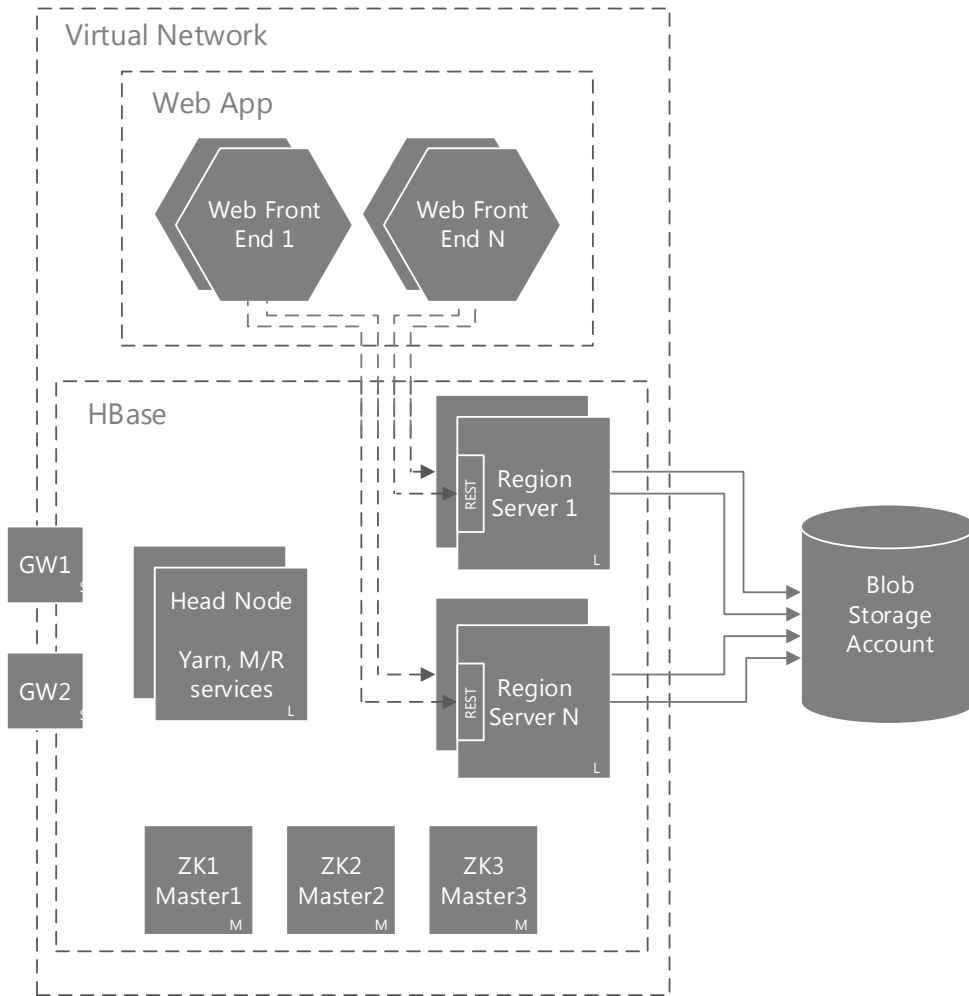 Virtual Network
Web App
Web Front
End 1
Web Front
End N
HBase
REST
Region
Server 1
L
GW1
S
Head Node
Yarn, M/R
services
L
GW2
S
REST
Region
Server N
L
Blob
Storage
Account
ZK1
Master1
M
ZK2
Master2
M
ZK3
Master3
M